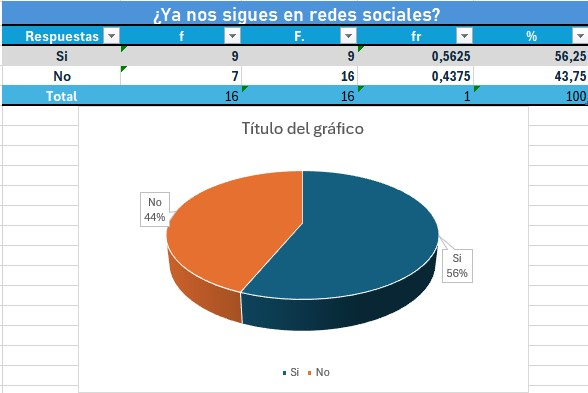 ¿Ya nos sigues en redes sociales?
Respuestas f F. fr %
Si 9 9 0,5625 56,25
No 7 16 0,4375 43,75
Total 16 16 1 100
Título del gráfico
No
44%
Si
56%
Si No